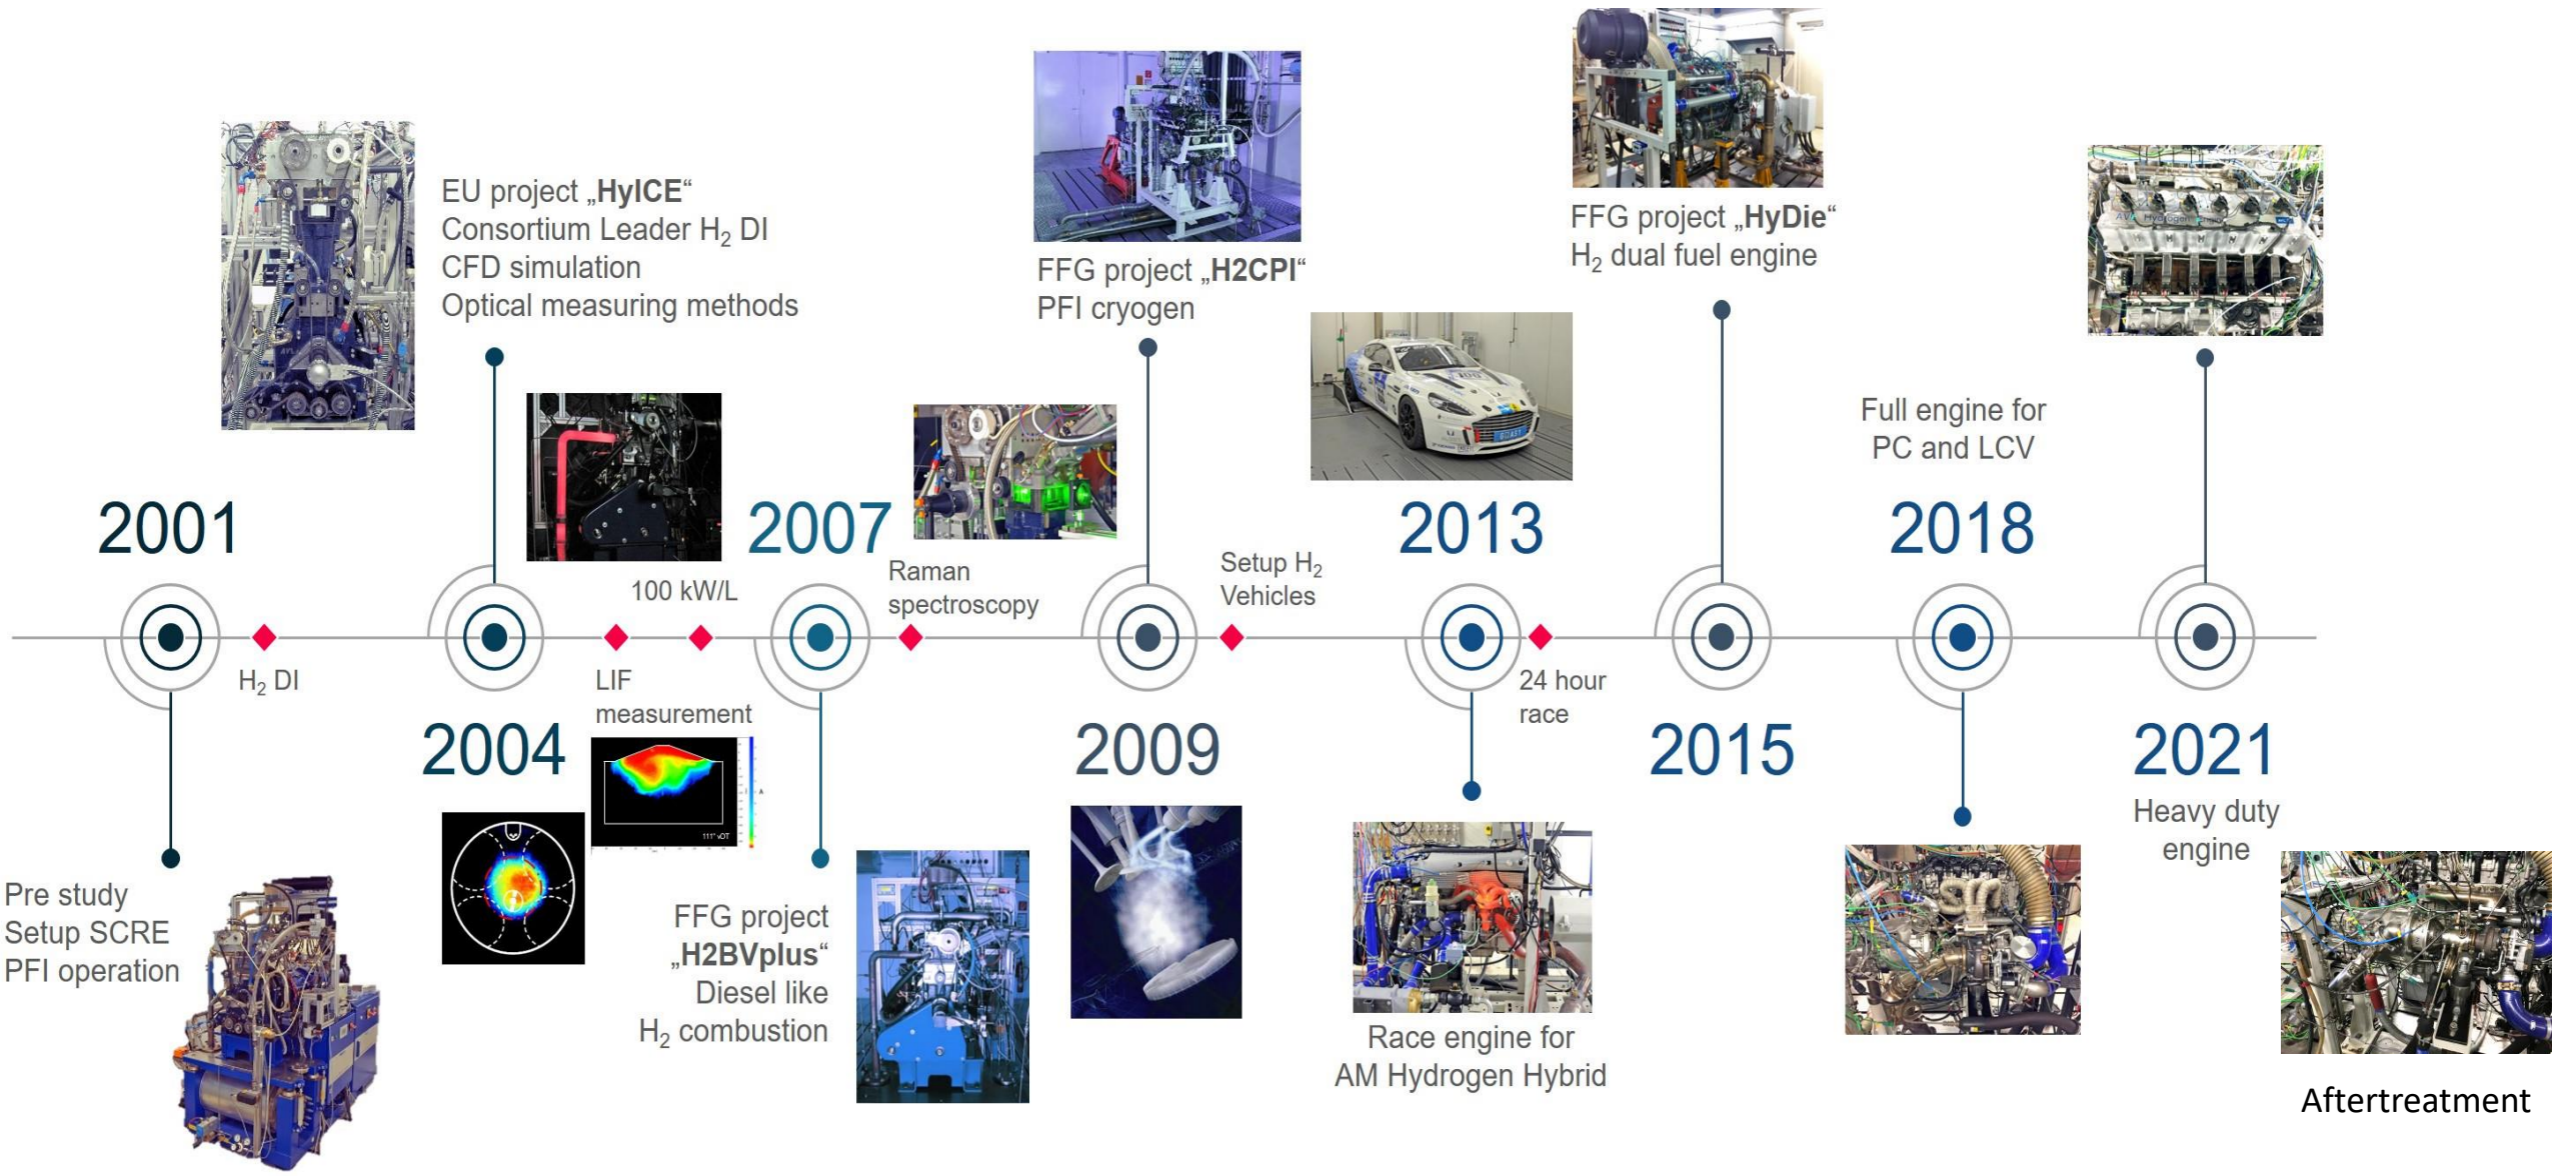 2001
Pre study
Setup SCRE
PFI operation
H₂ DI
EU project „HyICE“
Consortium Leader H₂ DI
CFD simulation
Optical measuring methods
2004
LIF
measurement
111° vOT
100 kW/L
2007
FFG project
„H2BVplus“
Diesel like
H₂ combustion
Raman
spectroscopy
FFG project „H2CPI“
PFI cryogen
2009
Setup H₂
Vehicles
2013
Race engine for
AM Hydrogen Hybrid
24 hour
race
FFG project „HyDie“
H₂ dual fuel engine
2015
Full engine for
PC and LCV
2018
2021
Heavy duty
engine
Aftertreatment